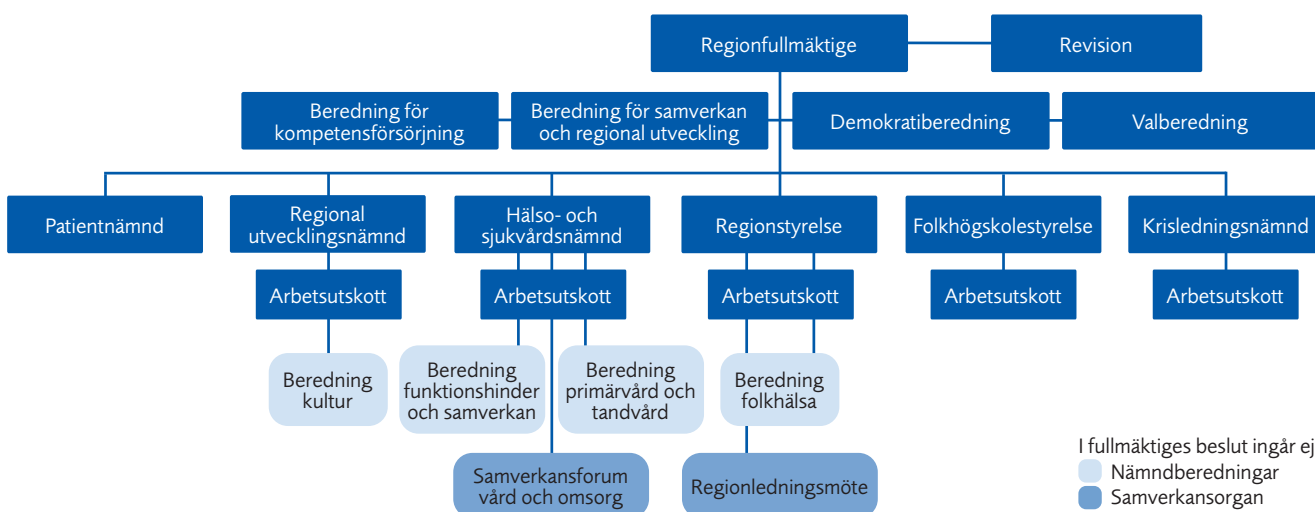 Regionfullmäktige
Revision
Beredning för
kompetensförsörjning
Beredning för samverkan
och regional utveckling
Demokratiberedning
Valberedning
Patientnämnd
Regional
utvecklingsnämnd
Hälso- och
sjukvårdsnämnd
Regionstyrelse
Folkhögskolestyrelse
Krisledningsnämnd
Arbetsutskott
Arbetsutskott
Arbetsutskott
Arbetsutskott
Arbetsutskott
Beredning
kultur
Beredning
funktionshinder
och samverkan
Beredning
primärvård och
tandvård
Beredning
folkhälsa
Samverkansforum
vård och omsorg
Regionledningsmöte
I fullmäktiges beslut ingår ej
Nämndberedningar
Samverkansorgan